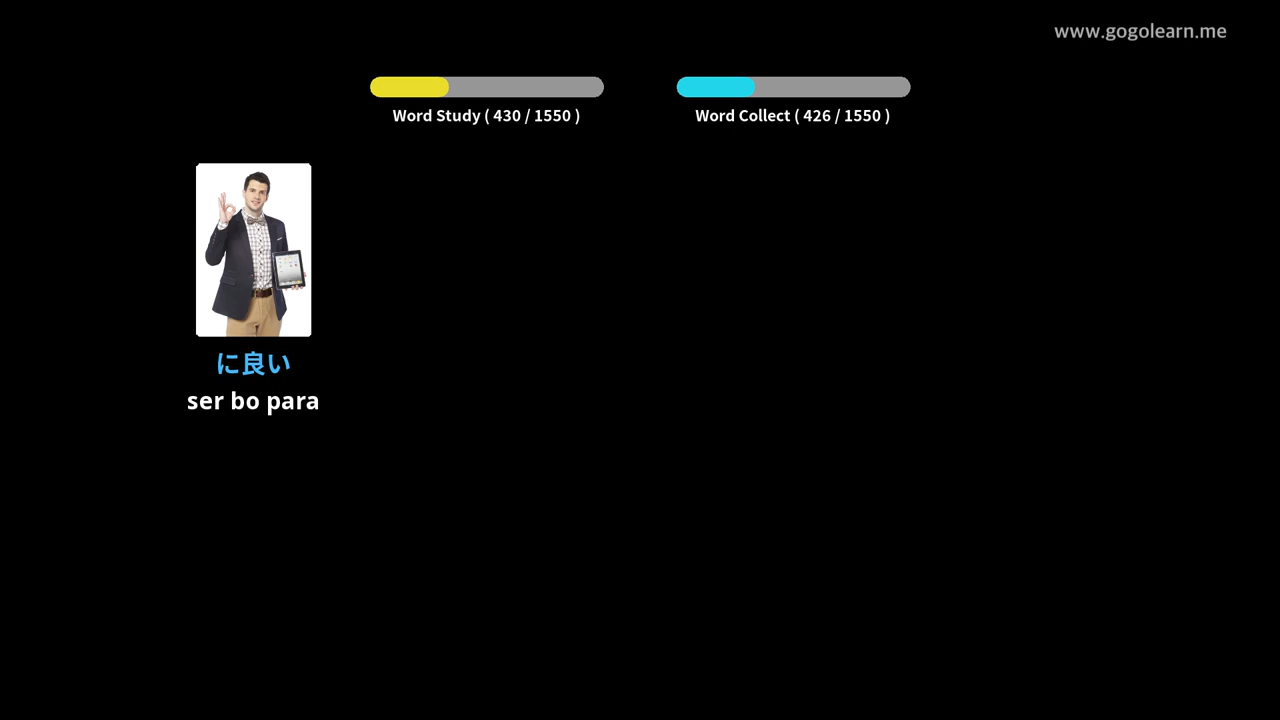 www.gogolearn.me
Word Study ( 430 / 1550 )
Word Collect ( 426 / 1550 )
に良い
ser bo para